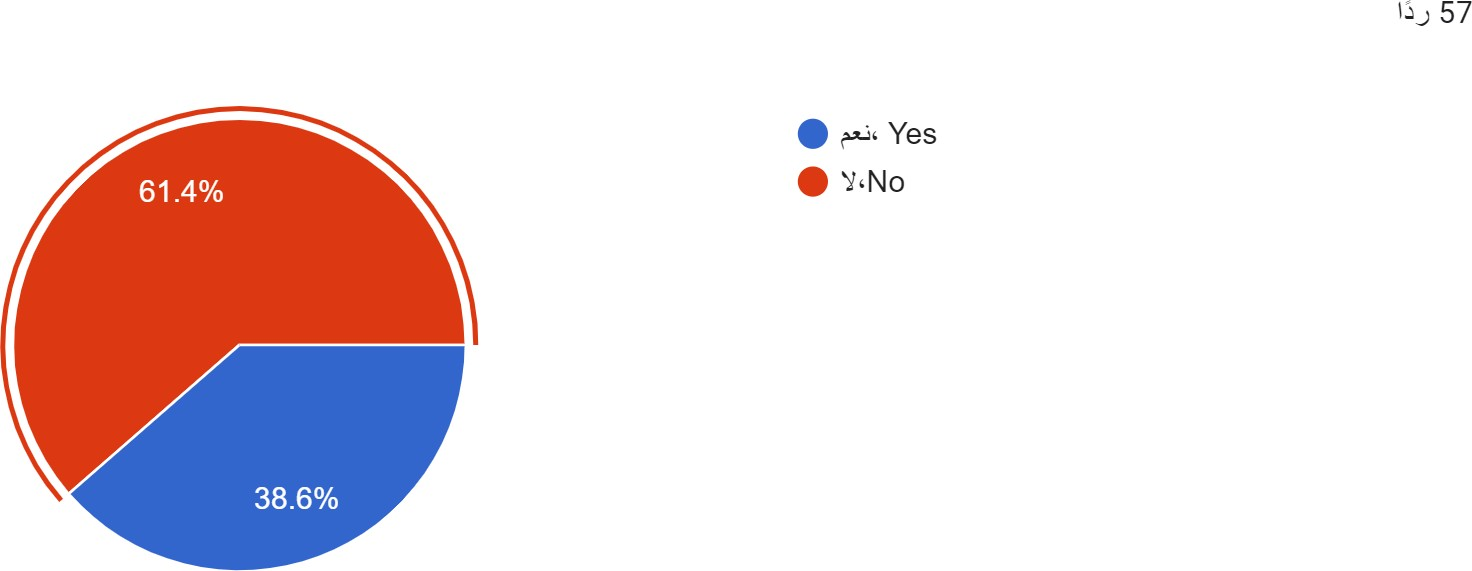 57 ردًا
نعم، Yes
لا،No
61.4%
38.6%